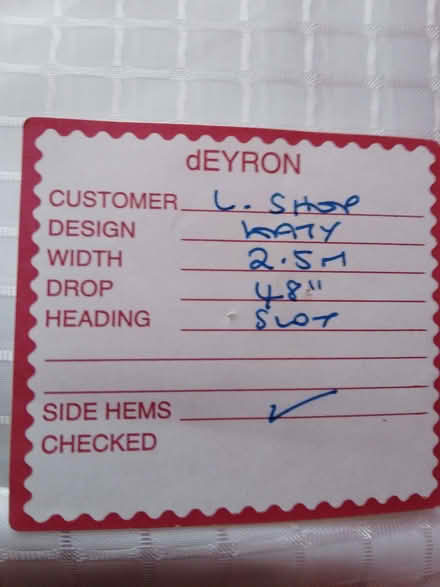 dEYRON
CUSTOMER L. SHOP
DESIGN KATY
WIDTH 2.5M
DROP 48"
HEADING SLOT
SIDE HEMS ✓
CHECKED